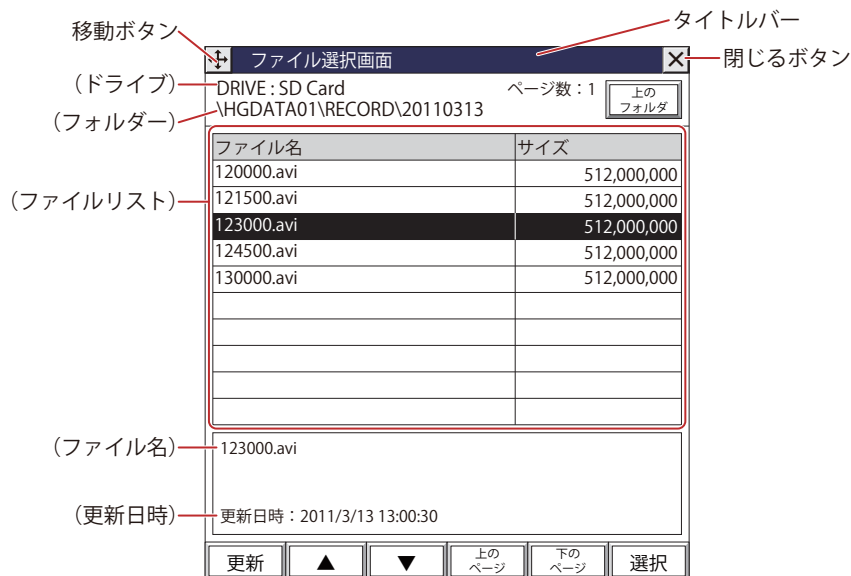 移動ボタン
タイトルバー
ファイル選択画面
閉じるボタン
（ドライブ）
DRIVE : SD Card
ページ数：1
上の
フォルダ
（フォルダー）
\HGDATA01\RECORD\20110313
ファイル名 サイズ
120000.avi 512,000,000
（ファイルリスト）
121500.avi 512,000,000
123000.avi 512,000,000
124500.avi 512,000,000
130000.avi 512,000,000
（ファイル名）
123000.avi
（更新日時）
更新日時：2011/3/13 13:00:30
更新
▲
▼
上の
ページ
下の
ページ
選択